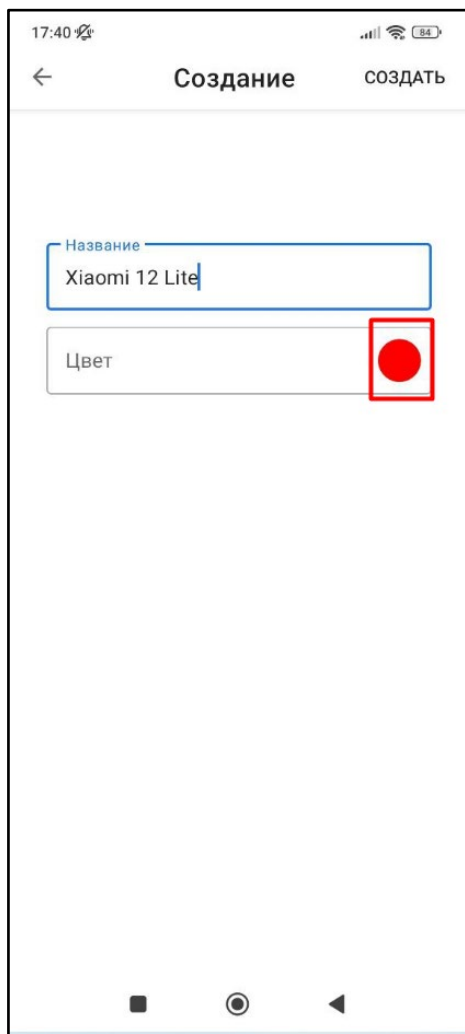 17:40
84
Создание
СОЗДАТЬ
Название
Xiaomi 12 Lite
Цвет